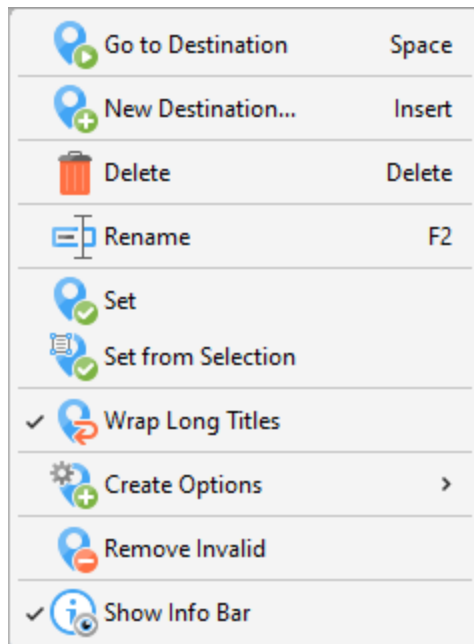 Go to Destination Space
New Destination... Insert
Delete Delete
Rename F2
Set
Set from Selection
Wrap Long Titles
Create Options
Remove Invalid
Show Info Bar